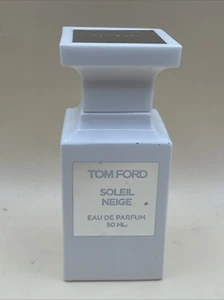 TOM FORD
SOLEIL
NEIGE
EAU DE PARFUM
50 ML